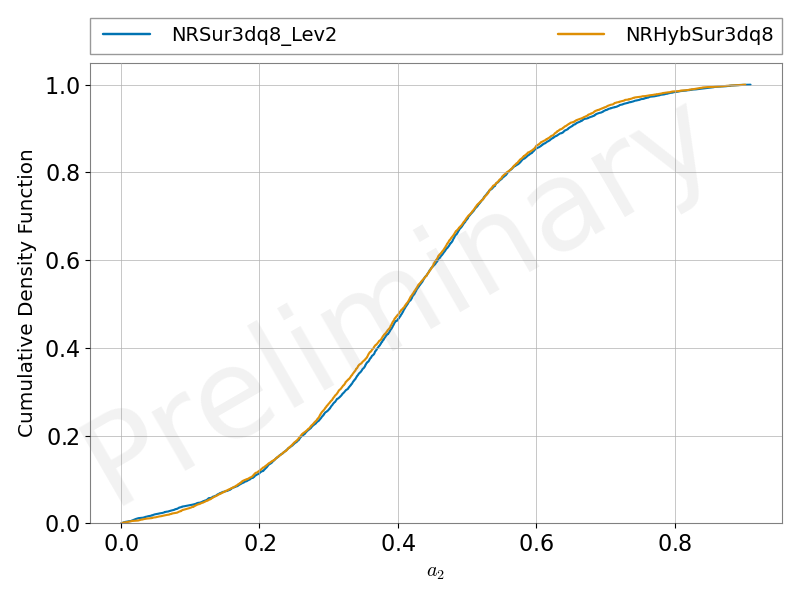 NRSur3dq8_Lev2 NRHybSur3dq8
1.0
0.8
0.6
0.4
0.2
0.0
0.0 0.2 0.4 0.6 0.8
Cumulative Density Function
a₂
Preliminary